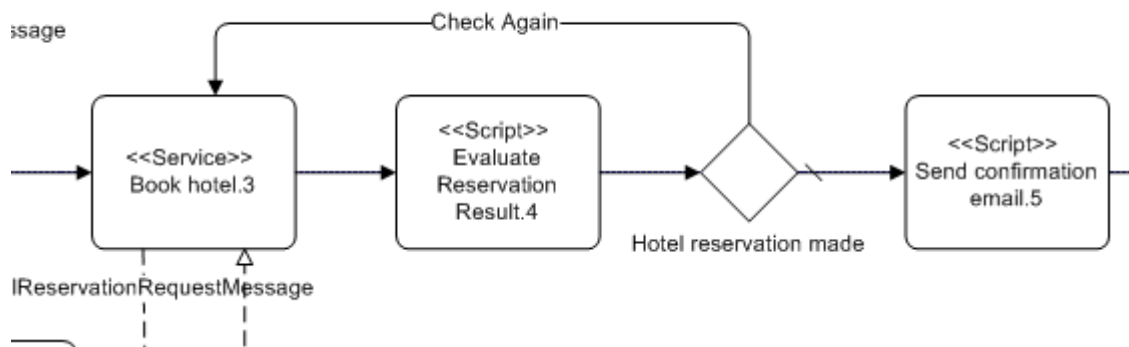 Check Again
ssage
<<Service>>
Book hotel.3
<<Script>>
Evaluate
Reservation
Result.4
Hotel reservation made
<<Script>>
Send confirmation
email.5
lReservationRequestMessage